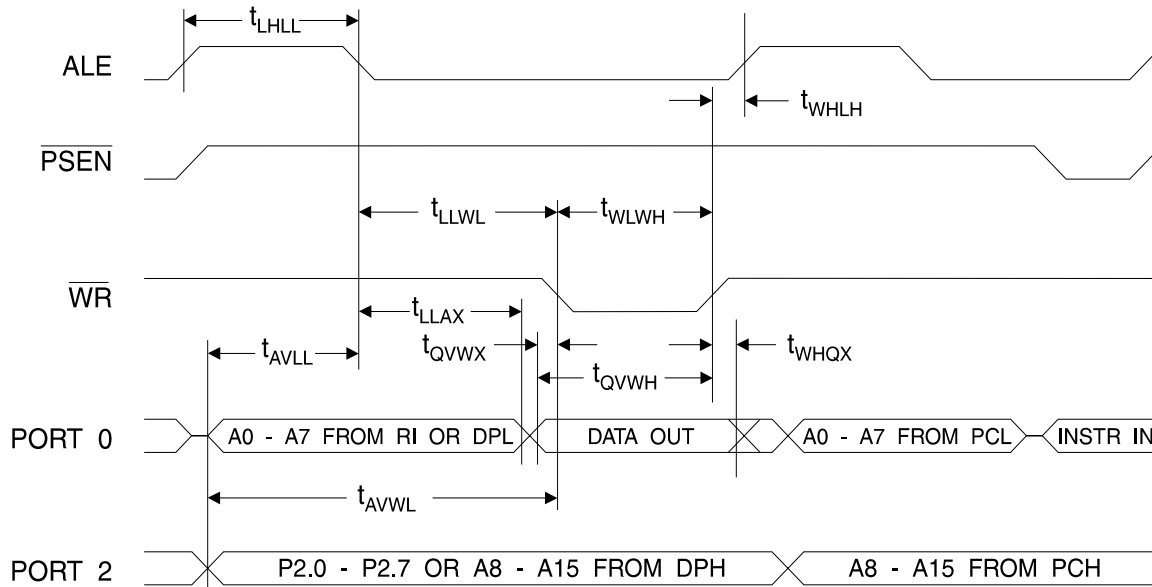 tLHLL
ALE
tWHLH
PSEN
tLLWL
tWLWH
WR
tLLAX
tAVLL
tQVWX
tWHQX
tQVWH
PORT 0
A0 - A7 FROM RI OR DPL
DATA OUT
A0 - A7 FROM PCL
INSTR IN
tAVWL
PORT 2
P2.0 - P2.7 OR A8 - A15 FROM DPH
A8 - A15 FROM PCH